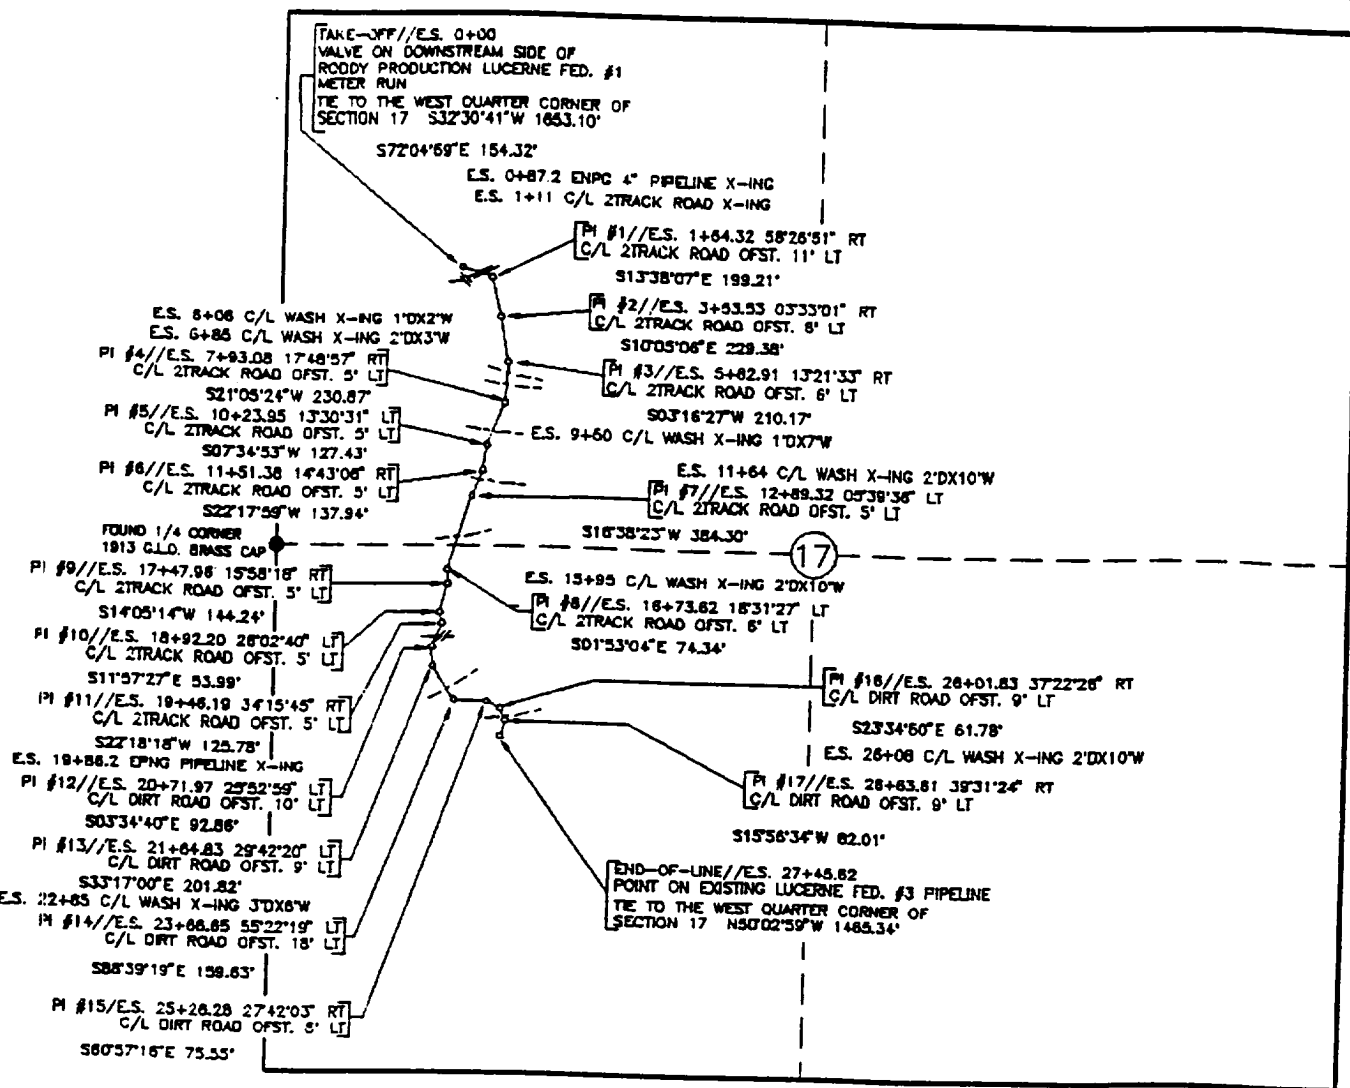 TAKE-OFF//E.S. 0+00
VALVE ON DOWNSTREAM SIDE OF
RODDY PRODUCTION LUCERNE FED. #1
METER RUN
TIE TO THE WEST QUARTER CORNER OF
SECTION 17 S32°30'41"W 1653.10'
S72°04'59"E 154.32'
E.S. 0+87.2 ENPG 4" PIPELINE X-ING
E.S. 1+11 C/L 2TRACK ROAD X-ING
PI #1//E.S. 1+64.32 58°26'51" RT
C/L 2TRACK ROAD OFST. 11' LT
S13°38'07"E 199.21'
PI #2//E.S. 3+53.53 03°33'01" RT
C/L 2TRACK ROAD OFST. 8' LT
S10°05'06"E 229.38'
PI #3//E.S. 5+82.91 13°21'33" RT
C/L 2TRACK ROAD OFST. 6' LT
S03°16'27"W 210.17'
E.S. 6+06 C/L WASH X-ING 1'DX2'W
E.S. 6+85 C/L WASH X-ING 2'DX3'W
PI #4//E.S. 7+93.08 17°48'57" RT
C/L 2TRACK ROAD OFST. 5' LT
S21°05'24"W 230.87'
E.S. 9+60 C/L WASH X-ING 1'DX7'W
PI #5//E.S. 10+23.95 13°30'31" LT
C/L 2TRACK ROAD OFST. 5' LT
S07°34'53"W 127.43'
PI #6//E.S. 11+51.38 14°43'06" RT
C/L 2TRACK ROAD OFST. 5' LT
S22°17'59"W 137.94'
E.S. 11+64 C/L WASH X-ING 2'DX10'W
PI #7//E.S. 12+89.32 05°39'36" LT
C/L 2TRACK ROAD OFST. 5' LT
S16°38'23"W 384.30'
FOUND 1/4 CORNER
1913 G.L.O. BRASS CAP
17
E.S. 15+95 C/L WASH X-ING 2'DX10'W
PI #8//E.S. 16+73.62 18°31'27" LT
C/L 2TRACK ROAD OFST. 6' LT
S01°53'04"E 74.34'
PI #9//E.S. 17+47.96 15°58'18" RT
C/L 2TRACK ROAD OFST. 5' LT
S14°05'14"W 144.24'
PI #10//E.S. 18+92.20 26°02'40" LT
C/L 2TRACK ROAD OFST. 5' LT
S11°57'27"E 53.99'
PI #11//E.S. 19+46.19 34°15'45" RT
C/L 2TRACK ROAD OFST. 5' LT
S22°18'18"W 125.78'
E.S. 19+86.2 EPNG PIPELINE X-ING
PI #12//E.S. 20+71.97 25°52'59" LT
C/L DIRT ROAD OFST. 10' LT
S03°34'40"E 92.86'
PI #13//E.S. 21+64.83 29°42'20" LT
C/L DIRT ROAD OFST. 9' LT
S33°17'00"E 201.82'
E.S. 22+85 C/L WASH X-ING 3'DX6'W
PI #14//E.S. 23+66.65 55°22'19" LT
C/L DIRT ROAD OFST. 18' LT
S88°39'19"E 159.63'
PI #15/E.S. 25+26.28 27°42'03" RT
C/L DIRT ROAD OFST. 8' LT
S60°57'16"E 75.55'
PI #16//E.S. 26+01.83 37°22'26" RT
C/L DIRT ROAD OFST. 9' LT
S23°34'50"E 61.78'
E.S. 26+08 C/L WASH X-ING 2'DX10'W
PI #17//E.S. 26+63.61 39°31'24" RT
C/L DIRT ROAD OFST. 9' LT
S15°56'34"W 82.01'
END-OF-LINE//E.S. 27+45.62
POINT ON EXISTING LUCERNE FED. #3 PIPELINE
TIE TO THE WEST QUARTER CORNER OF
SECTION 17 N50°02'59"W 1465.34'